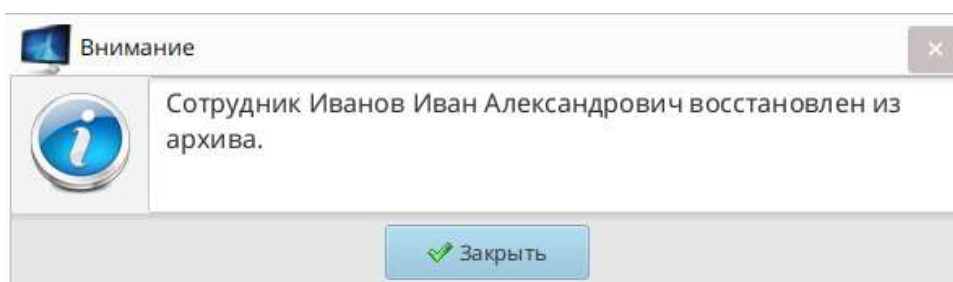 Внимание
Сотрудник Иванов Иван Александрович восстановлен из
архива.
Закрыть